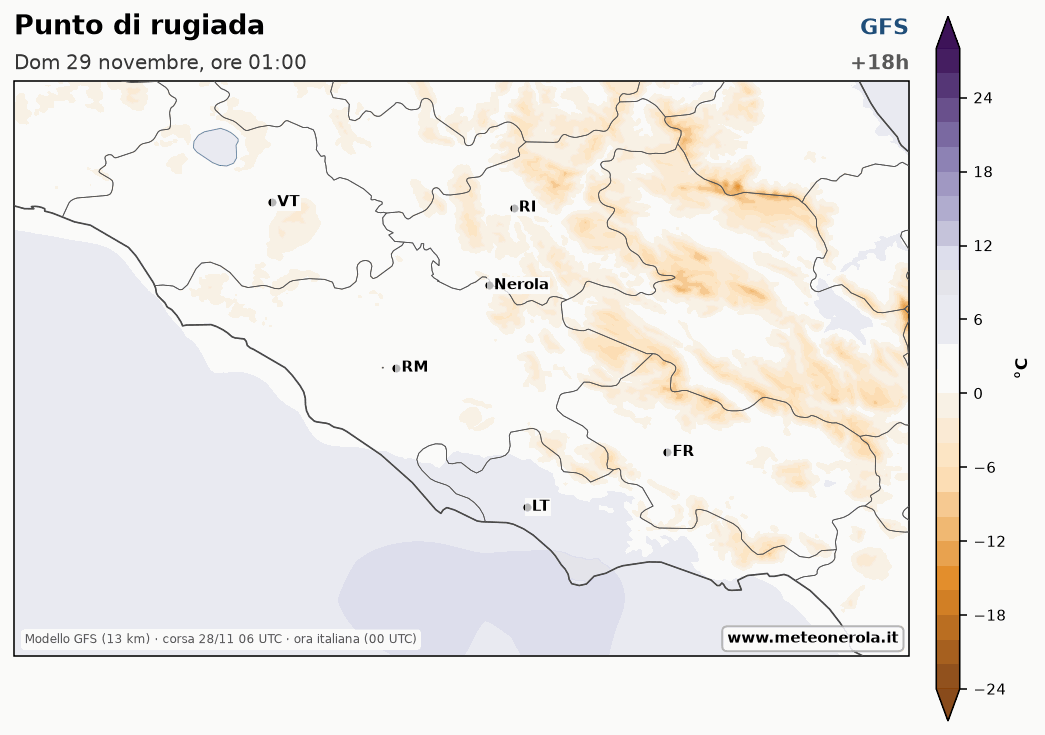 Punto di rugiada
GFS
Dom 29 novembre, ore 01:00
+18h
VT
RI
Nerola
RM
FR
LT
24
18
12
6
0
−6
−12
−18
−24
°C
Modello GFS (13 km) · corsa 28/11 06 UTC · ora italiana (00 UTC)
www.meteonerola.it